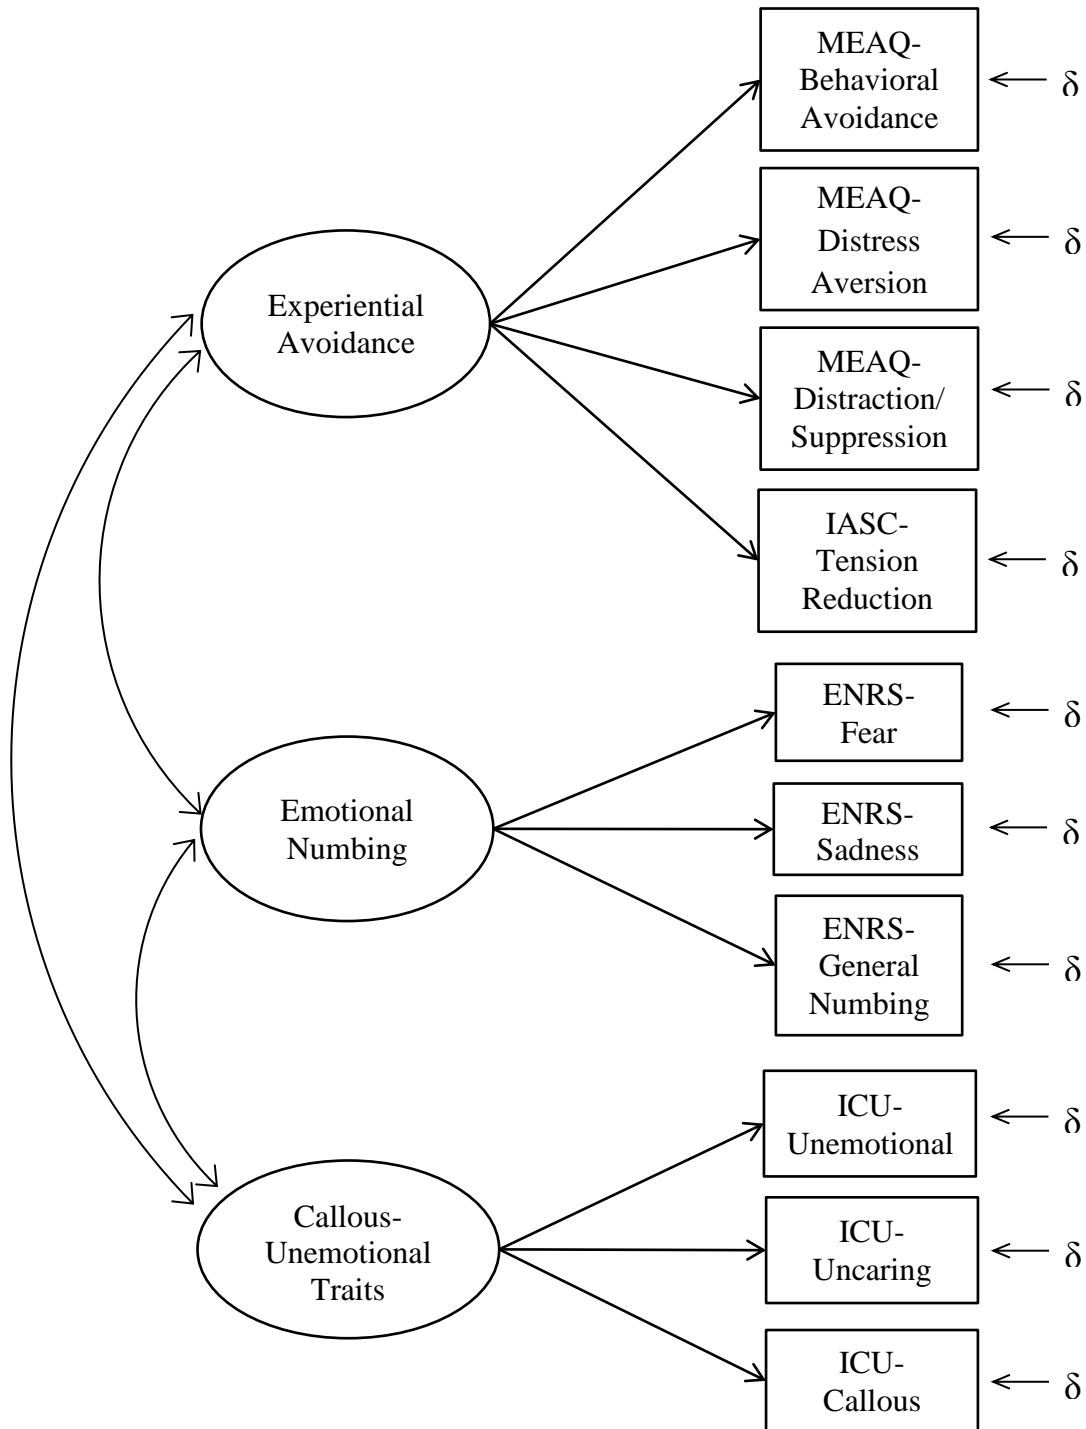 MEAQ-
Behavioral
Avoidance
δ
MEAQ-
Distress
Aversion
δ
Experiential
Avoidance
MEAQ-
Distraction/
Suppression
δ
IASC-
Tension
Reduction
δ
ENRS-
Fear
δ
Emotional
Numbing
ENRS-
Sadness
δ
ENRS-
General
Numbing
δ
ICU-
Unemotional
δ
Callous-
Unemotional
Traits
ICU-
Uncaring
δ
ICU-
Callous
δ